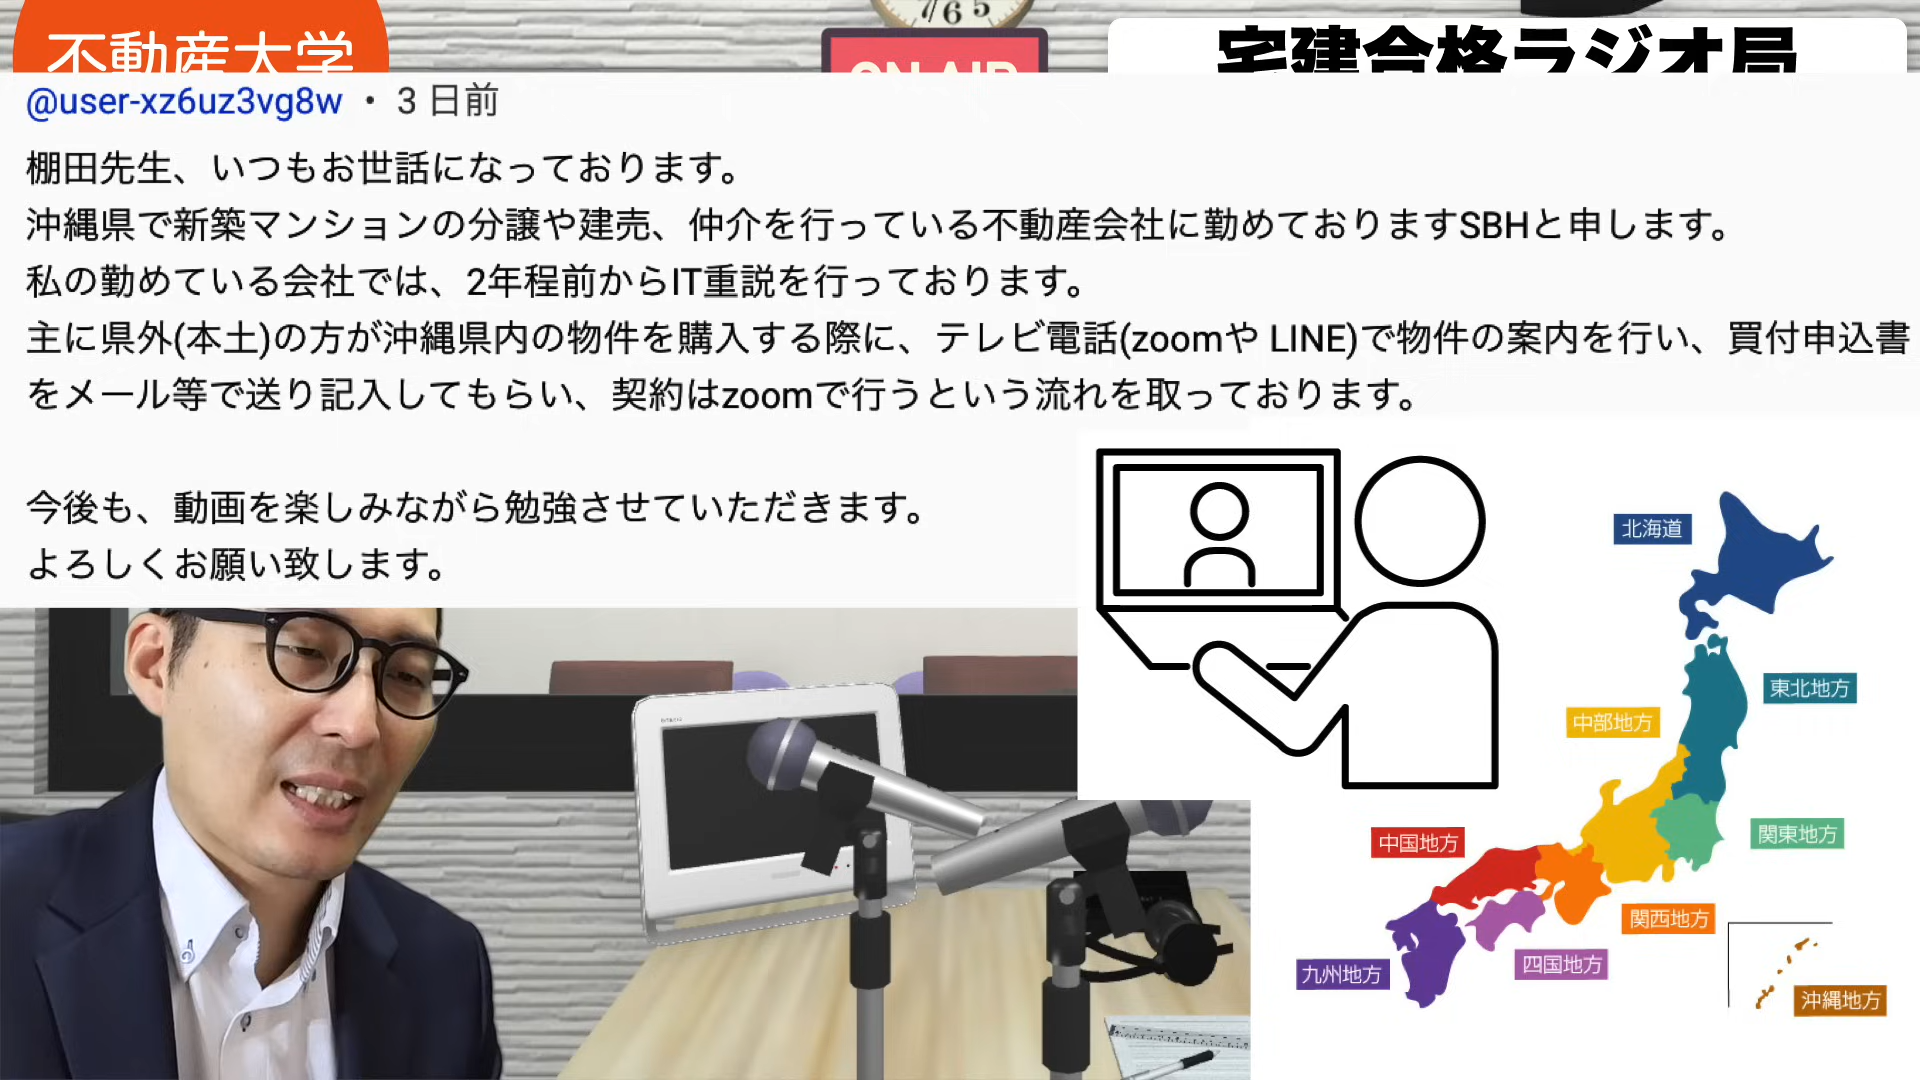 不動産大学
765
ON AIR
宅建合格ラジオ局
@user-xz6uz3vg8w ・ 3 日前
棚田先生、いつもお世話になっております。
沖縄県で新築マンションの分譲や建売、仲介を行っている不動産会社に勤めておりますSBHと申します。
私の勤めている会社では、2年程前からIT重説を行っております。
主に県外(本土)の方が沖縄県内の物件を購入する際に、テレビ電話(zoomや LINE)で物件の案内を行い、買付申込書
をメール等で送り記入してもらい、契約はzoomで行うという流れを取っております。
今後も、動画を楽しみながら勉強させていただきます。
よろしくお願い致します。
北海道
東北地方
中部地方
関東地方
中国地方
関西地方
四国地方
九州地方
沖縄地方